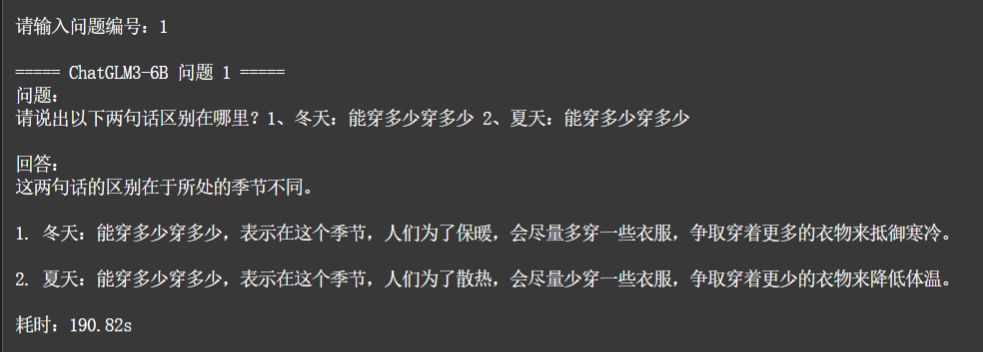 请输入问题编号：1
===== ChatGLM3-6B 问题 1 =====
问题：
请说出以下两句话区别在哪里？1、冬天：能穿多少穿多少 2、夏天：能穿多少穿多少
回答：
这两句话的区别在于所处的季节不同。
1. 冬天：能穿多少穿多少，表示在这个季节，人们为了保暖，会尽量多穿一些衣服，争取穿着更多的衣物来抵御寒冷。
2. 夏天：能穿多少穿多少，表示在这个季节，人们为了散热，会尽量少穿一些衣服，争取穿着更少的衣物来降低体温。
耗时：190.82s